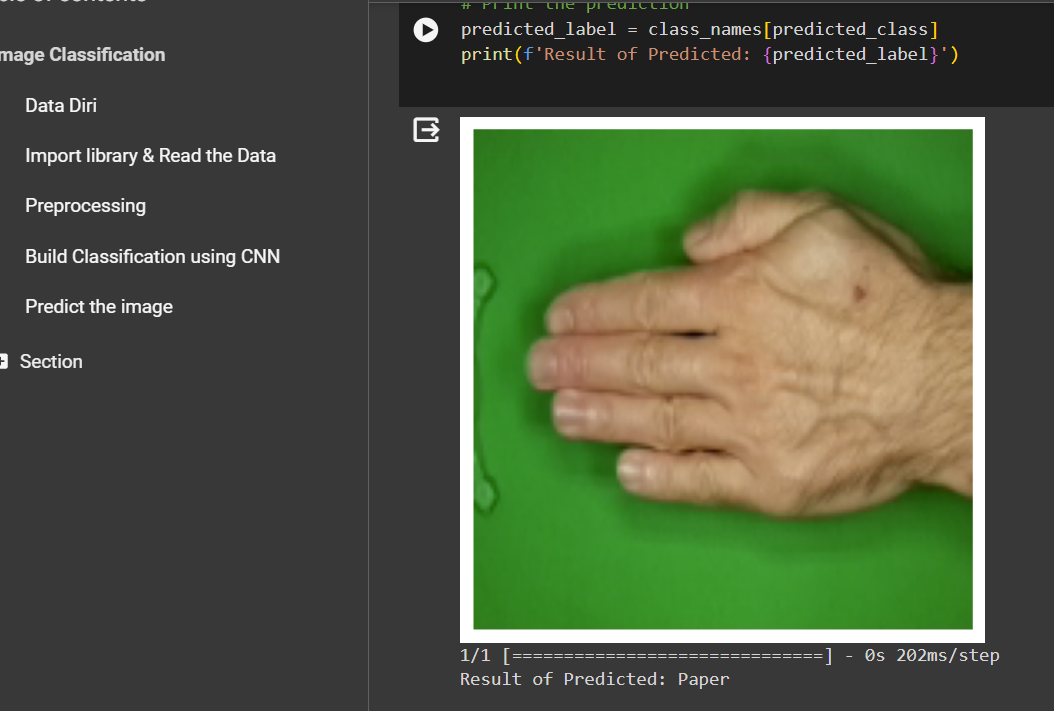 mage Classification
Data Diri
Import library & Read the Data
Preprocessing
Build Classification using CNN
Predict the image
Section
# Print the prediction
predicted_label = class_names[predicted_class]
print(f'Result of Predicted: {predicted_label}')
1/1 [==============================] - 0s 202ms/step
Result of Predicted: Paper